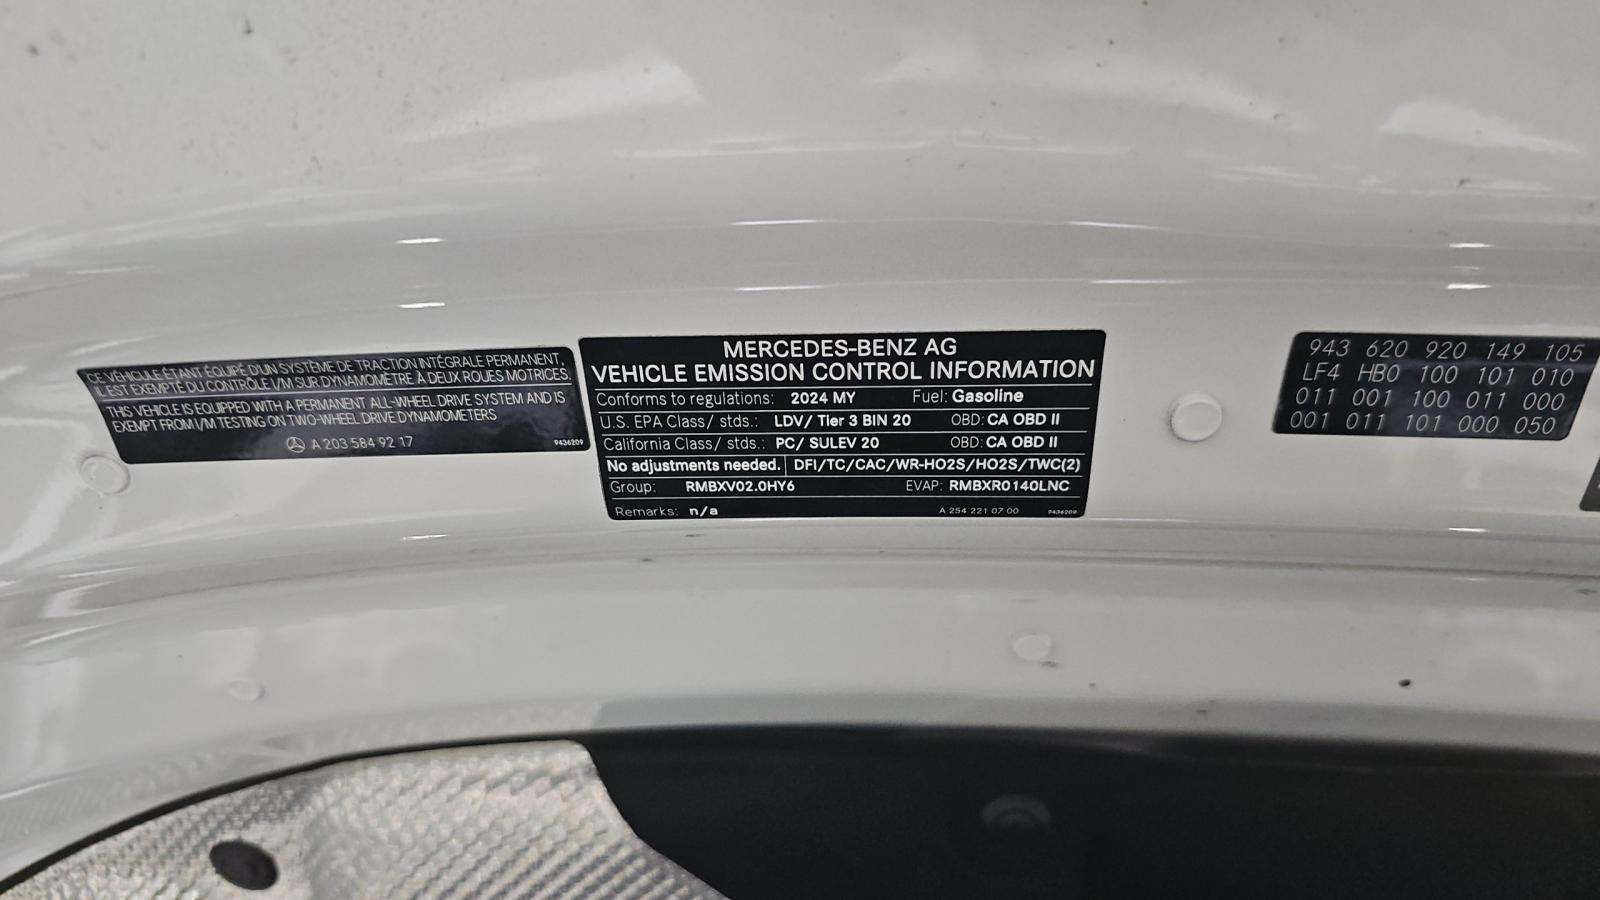 CE VÉHICULE ÉTANT ÉQUIPÉ D'UN SYSTÈME DE TRACTION INTÉGRALE PERMANENT,
IL EST EXEMPTÉ DU CONTRÔLE I/M SUR DYNAMOMÈTRE À DEUX ROUES MOTRICES.
THIS VEHICLE IS EQUIPPED WITH A PERMANENT ALL-WHEEL DRIVE SYSTEM AND IS
EXEMPT FROM I/M TESTING ON TWO-WHEEL DRIVE DYNAMOMETERS
A 203 584 92 17 9436209
MERCEDES-BENZ AG
VEHICLE EMISSION CONTROL INFORMATION
Conforms to regulations: 2024 MY Fuel: Gasoline
U.S. EPA Class/ stds.: LDV/ Tier 3 BIN 20 OBD: CA OBD II
California Class/ stds.: PC/ SULEV 20 OBD: CA OBD II
No adjustments needed. DFI/TC/CAC/WR-HO2S/HO2S/TWC(2)
Group: RMBXV02.0HY6 EVAP: RMBXR0140LNC
Remarks: n/a A 254 221 07 00 9436209
943 620 920 149 105
LF4 HB0 100 101 010
011 001 100 011 000
001 011 101 000 050